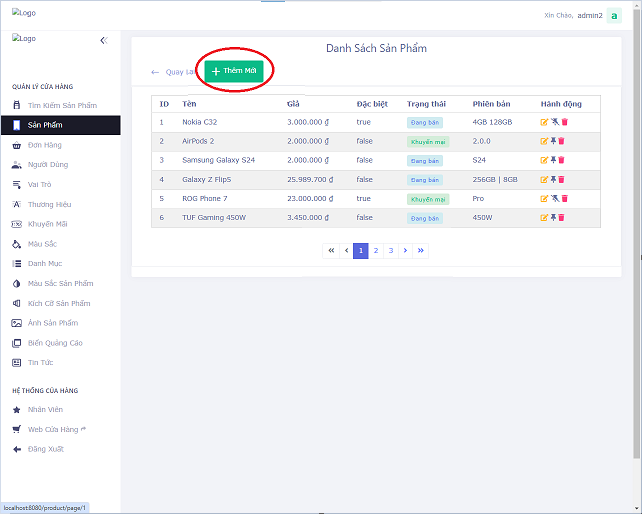 Logo
Xin Chào, admin2 a
Logo
QUẢN LÝ CỬA HÀNG
Tìm Kiếm Sản Phẩm
Sản Phẩm
Đơn Hàng
Người Dùng
Vai Trò
Thương Hiệu
Khuyến Mãi
Màu Sắc
Danh Mục
Màu Sắc Sản Phẩm
Kích Cỡ Sản Phẩm
Ảnh Sản Phẩm
Biển Quảng Cáo
Tin Tức
HỆ THỐNG CỦA HÀNG
Nhân Viên
Web Cửa Hàng
Đăng Xuất
Danh Sách Sản Phẩm
← Quay Lại + Thêm Mới
ID Tên Giá Đặc biệt Trạng thái Phiên bản Hành động
1 Nokia C32 3.000.000 ₫ true Đang bán 4GB 128GB
2 AirPods 2 2.000.000 ₫ false Khuyến mại 2.0.0
3 Samsung Galaxy S24 2.000.000 ₫ false Đang bán S24
4 Galaxy Z Flip5 25.989.700 ₫ false Đang bán 256GB | 8GB
5 ROG Phone 7 23.000.000 ₫ true Khuyến mại Pro
6 TUF Gaming 450W 3.450.000 ₫ false Đang bán 450W
« ‹ 1 2 3 › »
localhost:8080/product/page/1